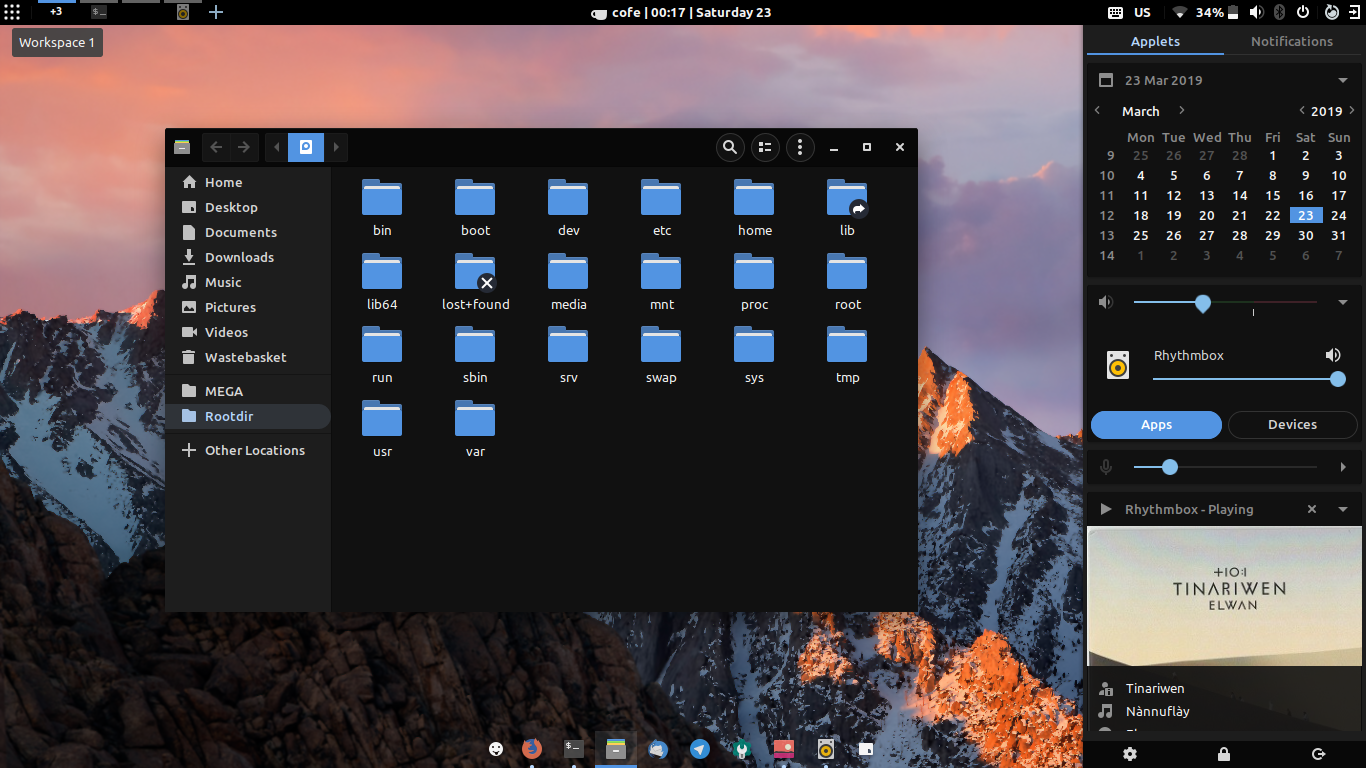 +3
cofe | 00:17 | Saturday 23
US
34%
Workspace 1
Home
Desktop
Documents
Downloads
Music
Pictures
Videos
Wastebasket
MEGA
Rootdir
Other Locations
bin boot dev etc home lib
lib64 lost+found media mnt proc root
run sbin srv swap sys tmp
usr var
Applets Notifications
23 Mar 2019
March 2019
Mon Tue Wed Thu Fri Sat Sun
9 25 26 27 28 1 2 3
10 4 5 6 7 8 9 10
11 11 12 13 14 15 16 17
12 18 19 20 21 22 23 24
13 25 26 27 28 29 30 31
14 1 2 3 4 5 6 7
Rhythmbox
Apps Devices
Rhythmbox - Playing
TINARIWEN
ELWAN
Tinariwen
Nànnuflày